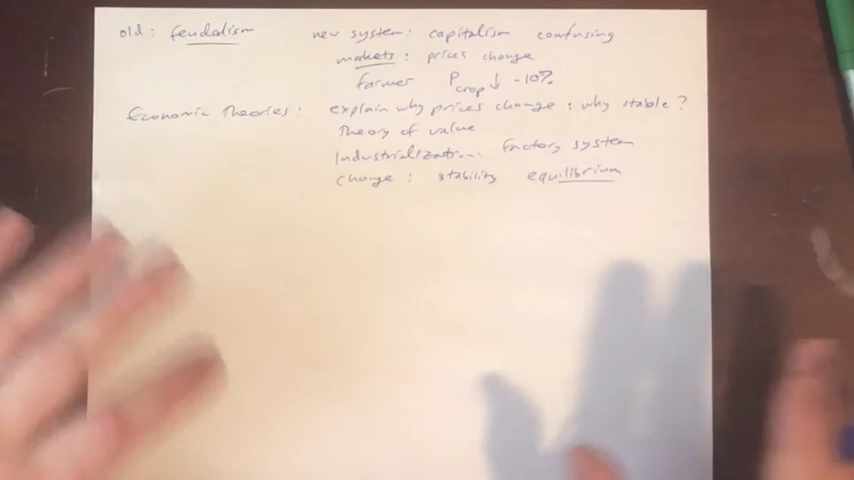 old: feudalism new system: capitalism confusing
markets: prices change
farmer P crop ↓ -10%
Economic Theories: explain why prices change: why stable?
Theory of value
Industrialization: factory system
change: stability equilibrium